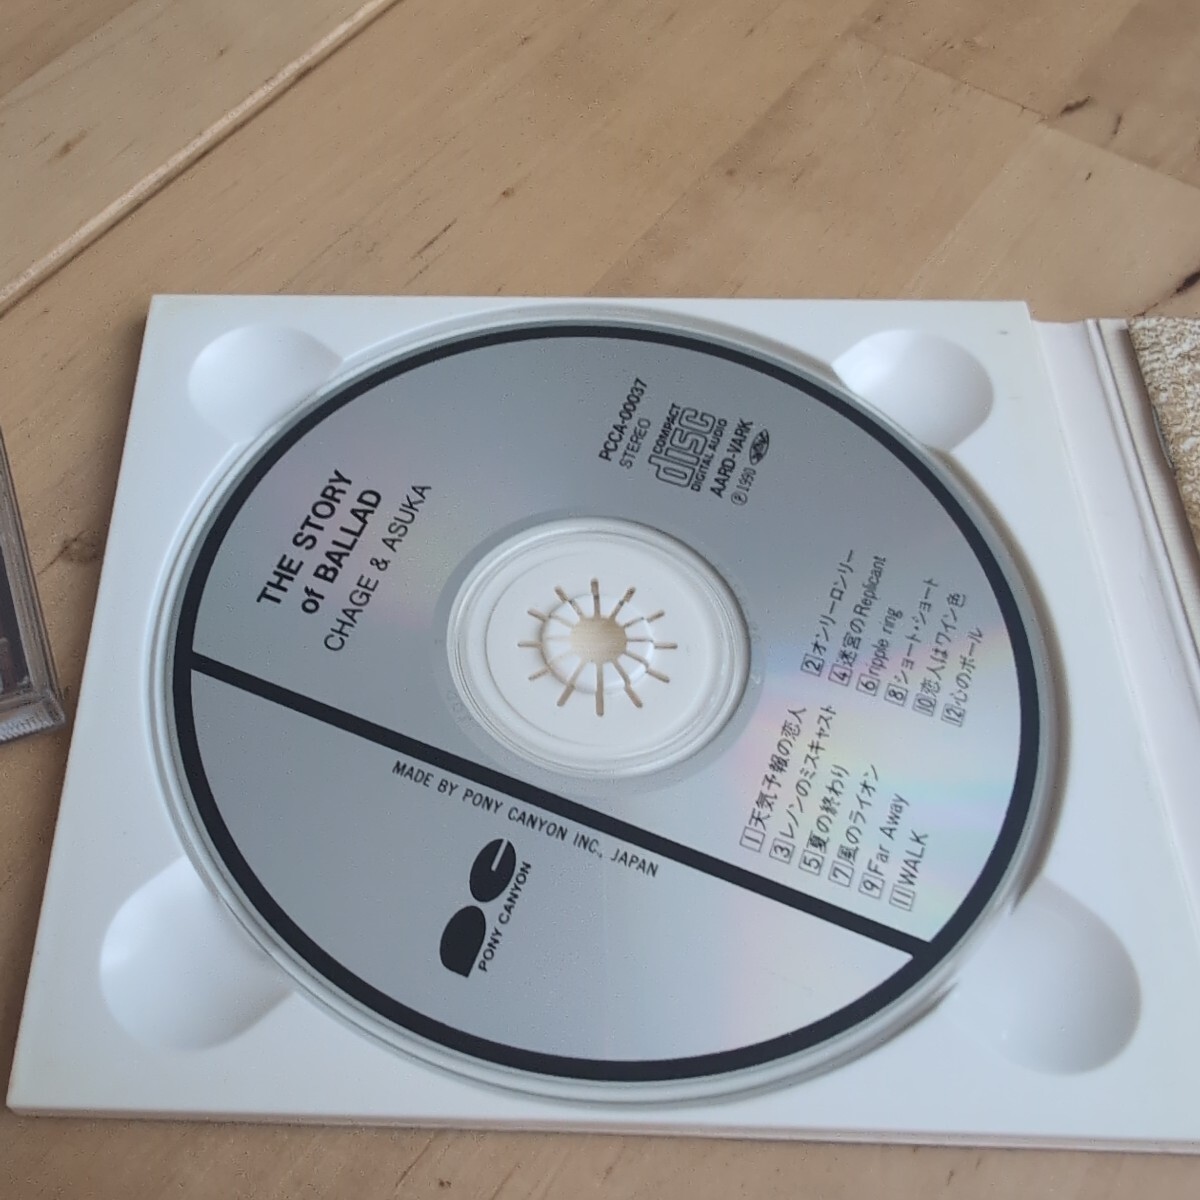 THE STORY
of BALLAD
CHAGE & ASUKA
PCCA-00037
STEREO
COMPACT
disc
DIGITAL AUDIO
AARD-VARK
Ⓟ1990
1 天気予報の恋人
2 オンリーロンリー
3 レノンのミスキャスト
4 迷宮のReplicant
5 夏の終わり
6 ripple ring
7 風のライオン
8 ショート・ショート
9 Far Away
10 恋人はワイン色
11 WALK
12 心のボール
MADE BY PONY CANYON INC., JAPAN
PONY CANYON